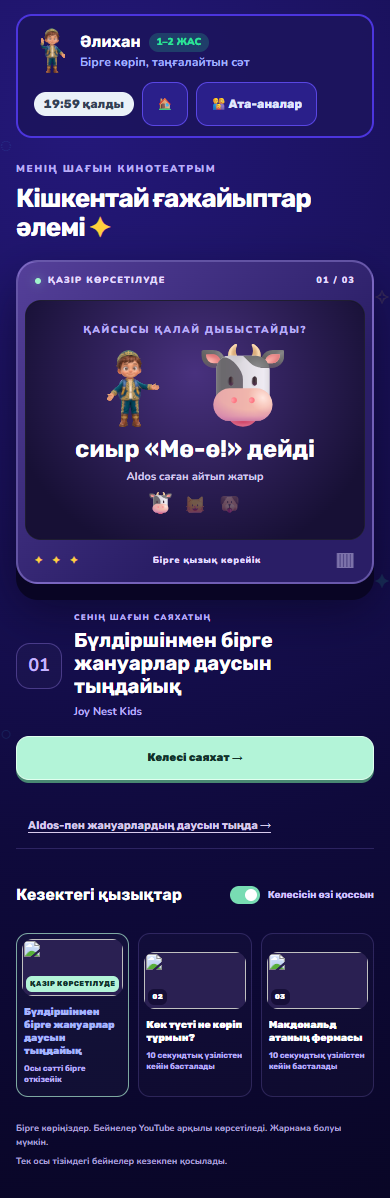 Әлихан
1–2 ЖАС
Бірге көріп, таңғалайтын сәт
19:59 қалды
Ата-аналар
МЕНІҢ ШАҒЫН КИНОТЕАТРЫМ
Кішкентай ғажайыптар
әлемі
ҚАЗІР КӨРСЕТІЛУДЕ
01 / 03
ҚАЙСЫСЫ ҚАЛАЙ ДЫБЫСТАЙДЫ?
сиыр «Мө-ө!» дейді
Aldos саған айтып жатыр
Бірге қызық көрейік
СЕНІҢ ШАҒЫН САЯХАТЫҢ
01
Бүлдіршінмен бірге
жануарлар даусын
тыңдайық
Joy Nest Kids
Келесі саяхат →
Aldos-пен жануарлардың даусын тыңда →
Кезектегі қызықтар
Келесісін өзі қоссын
ҚАЗІР КӨРСЕТІЛУДЕ
Бүлдіршінмен
бірге жануарлар
даусын
тыңдайық
Осы сәтті бірге
өткізейік
02
Көк түсті не көріп
тұрмын?
10 секундтық үзілістен
кейін басталады
03
Макдональд
атаның фермасы
10 секундтық үзілістен
кейін басталады
Бірге көріңіздер. Бейнелер YouTube арқылы көрсетіледі. Жарнама болуы
мүмкін.
Тек осы тізімдегі бейнелер кезекпен қосылады.